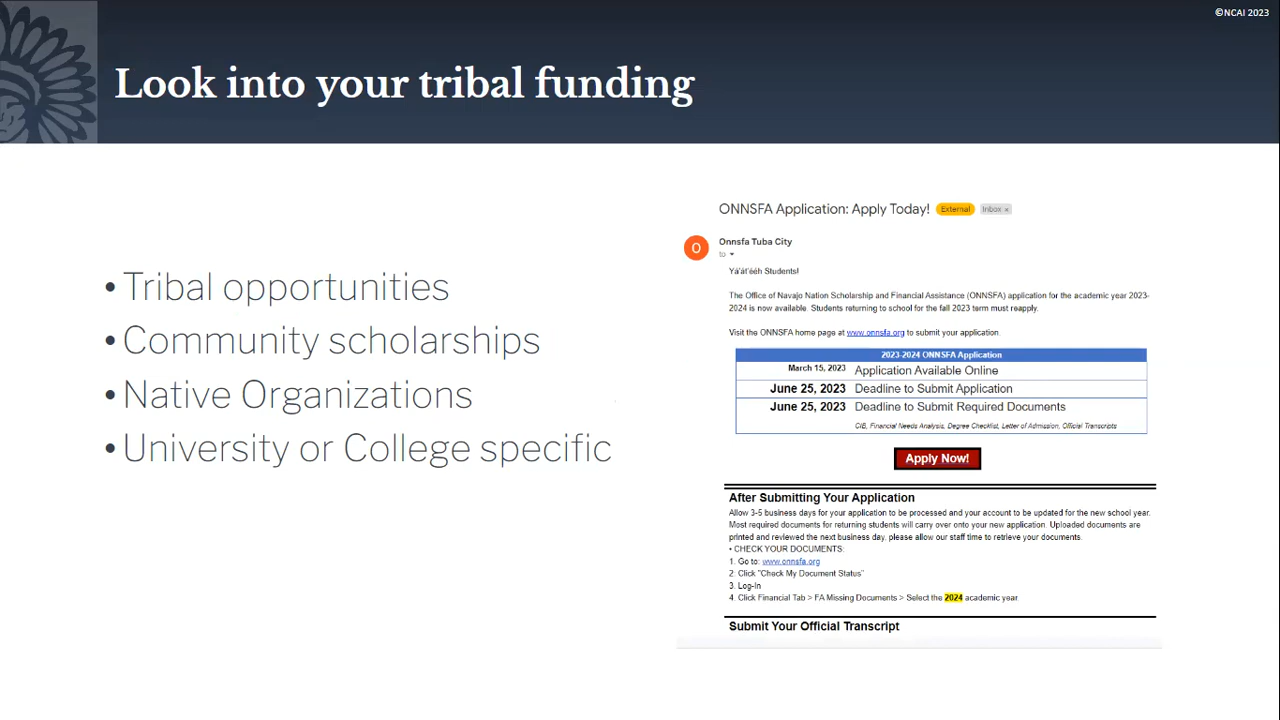 ©NCAI 2023
Look into your tribal funding
• Tribal opportunities
• Community scholarships
• Native Organizations
• University or College specific
ONNSFA Application: Apply Today! External Inbox ×
O
Onnsfa Tuba City
to
Yá'át'ééh Students!
The Office of Navajo Nation Scholarship and Financial Assistance (ONNSFA) application for the academic year 2023-
2024 is now available. Students returning to school for the fall 2023 term must reapply.
Visit the ONNSFA home page at www.onnsfa.org to submit your application.
2023-2024 ONNSFA Application
March 15, 2023 Application Available Online
June 25, 2023 Deadline to Submit Application
June 25, 2023 Deadline to Submit Required Documents
CIB, Financial Needs Analysis, Degree Checklist, Letter of Admission, Official Transcripts
Apply Now!
After Submitting Your Application
Allow 3-5 business days for your application to be processed and your account to be updated for the new school year.
Most required documents for returning students will carry over onto your new application. Uploaded documents are
printed and reviewed the next business day, please allow our staff time to retrieve your documents.
• CHECK YOUR DOCUMENTS:
1. Go to: www.onnsfa.org
2. Click "Check My Document Status"
3. Log-In
4. Click Financial Tab > FA Missing Documents > Select the 2024 academic year.
Submit Your Official Transcript